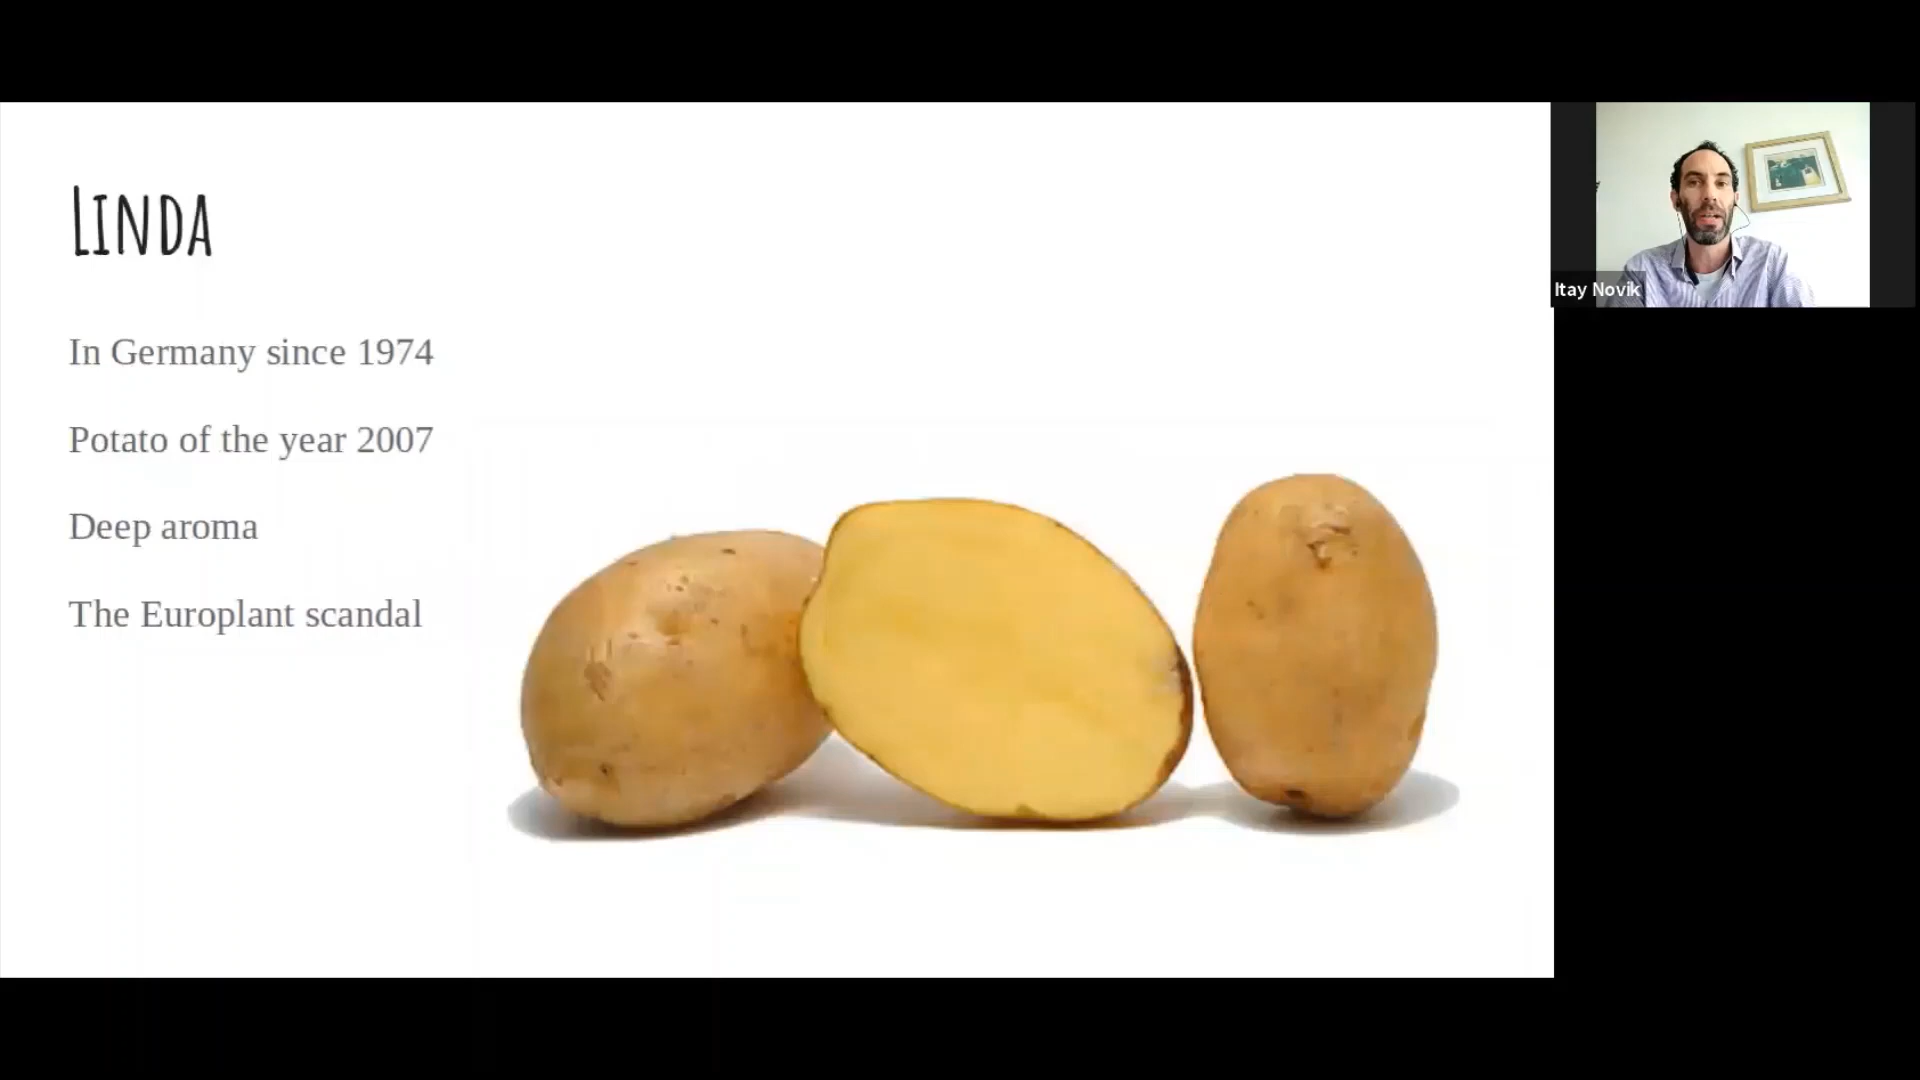 LINDA
In Germany since 1974
Potato of the year 2007
Deep aroma
The Europlant scandal
Itay Novik